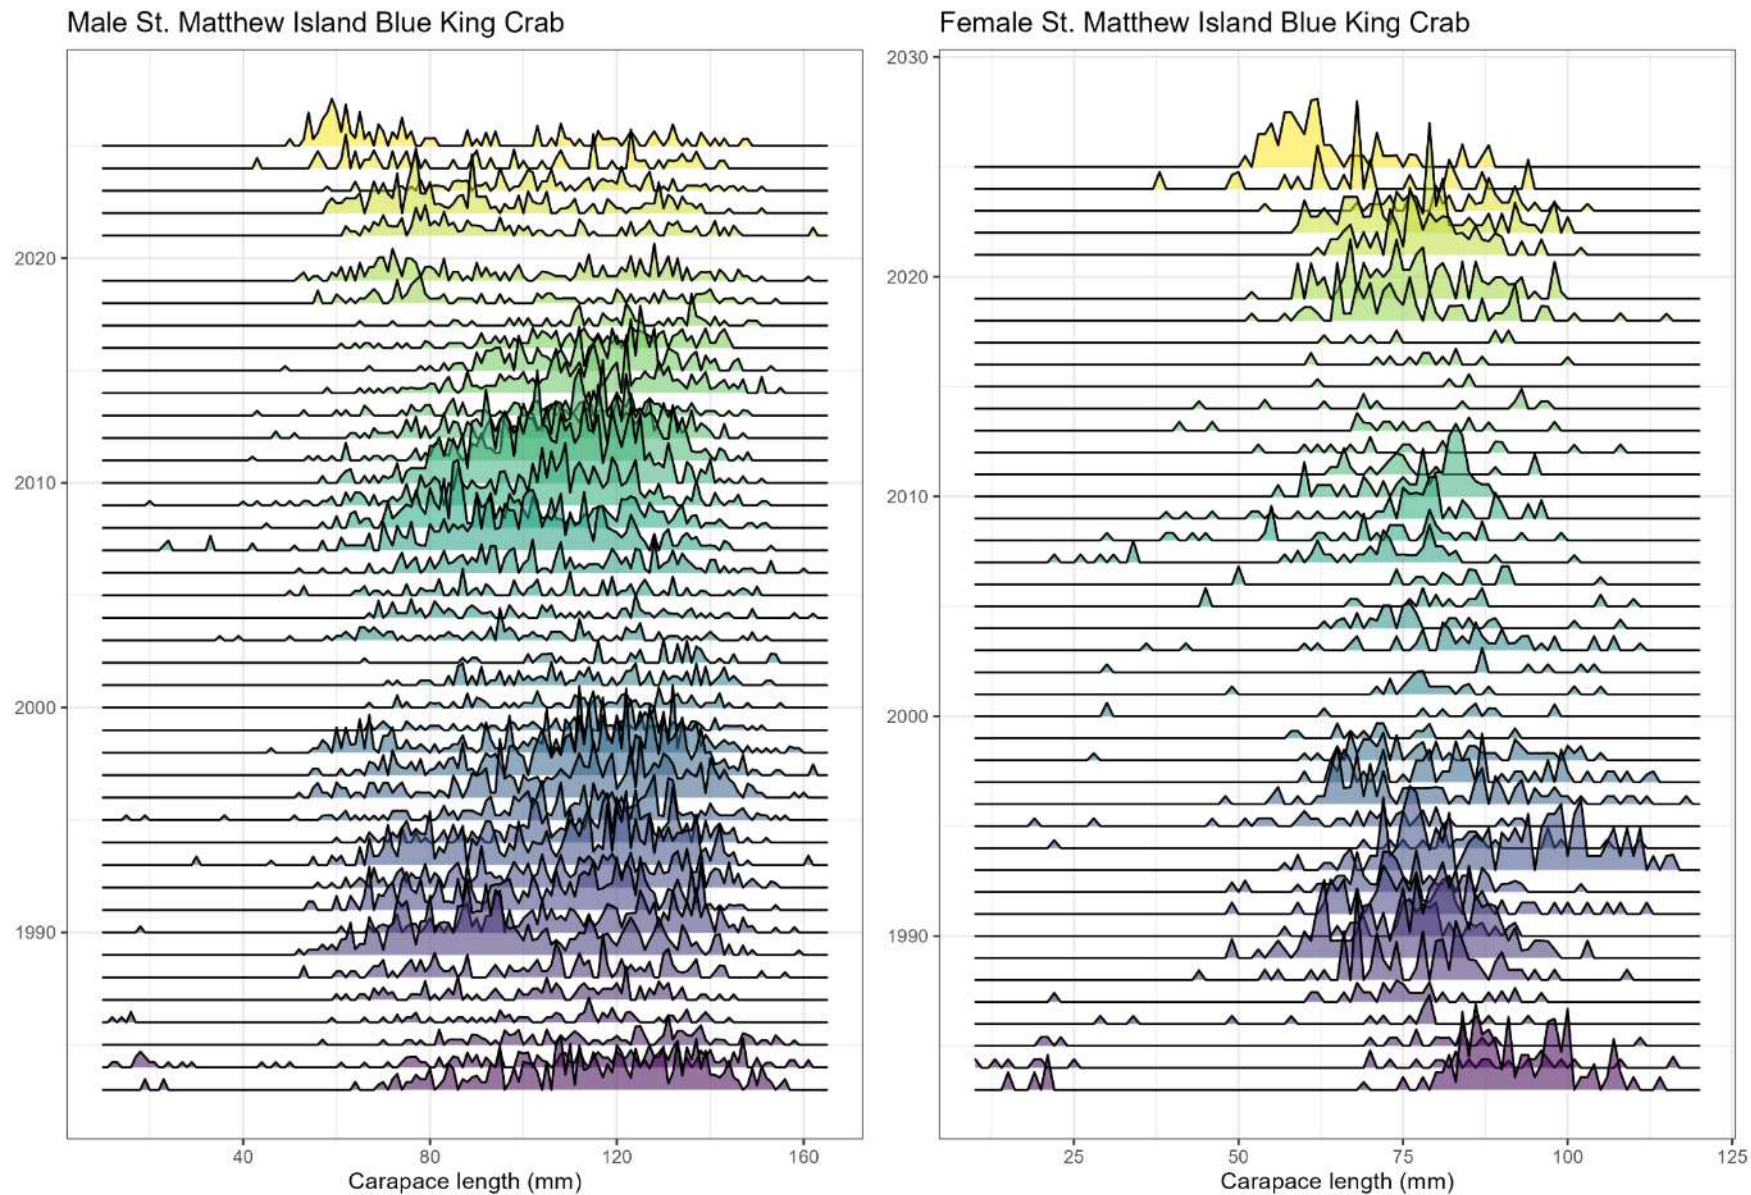 Male St. Matthew Island Blue King Crab
2020
2010
2000
1990
40 80 120 160
Carapace length (mm)
Female St. Matthew Island Blue King Crab
2030
2020
2010
2000
1990
25 50 75 100 125
Carapace length (mm)